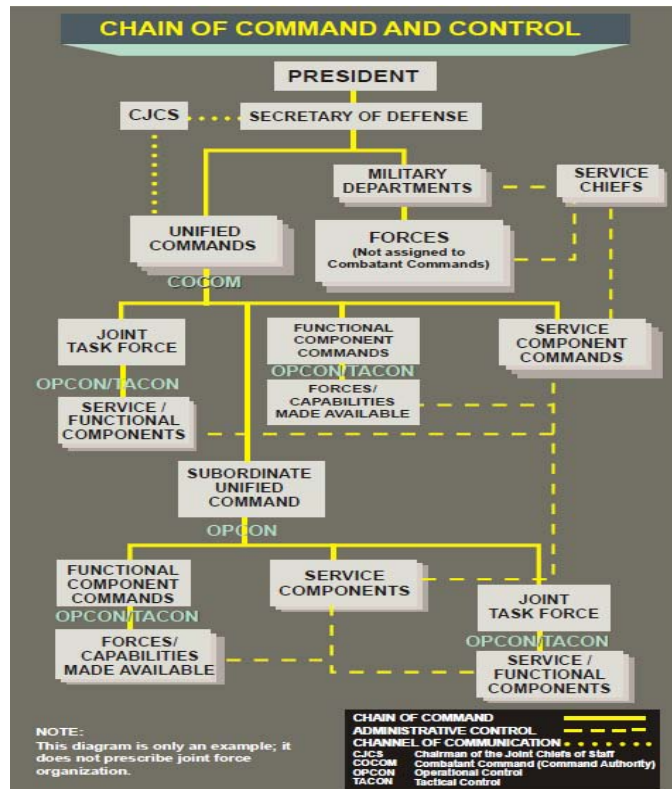 CHAIN OF COMMAND AND CONTROL
PRESIDENT
CJCS
SECRETARY OF DEFENSE
MILITARY
DEPARTMENTS
SERVICE
CHIEFS
UNIFIED
COMMANDS
FORCES
(Not assigned to
Combatant Commands)
COCOM
JOINT
TASK FORCE
FUNCTIONAL
COMPONENT
COMMANDS
SERVICE
COMPONENT
COMMANDS
OPCON/TACON
OPCON/TACON
SERVICE /
FUNCTIONAL
COMPONENTS
FORCES/
CAPABILITIES
MADE AVAILABLE
SUBORDINATE
UNIFIED
COMMAND
OPCON
FUNCTIONAL
COMPONENT
COMMANDS
SERVICE
COMPONENTS
JOINT
TASK FORCE
OPCON/TACON
OPCON/TACON
FORCES/
CAPABILITIES
MADE AVAILABLE
SERVICE /
FUNCTIONAL
COMPONENTS
NOTE:
This diagram is only an example; it
does not prescribe joint force
organization.
CHAIN OF COMMAND
ADMINISTRATIVE CONTROL
CHANNEL OF COMMUNICATION
CJCS Chairman of the Joint Chiefs of Staff
COCOM Combatant Command (Command Authority)
OPCON Operational Control
TACON Tactical Control